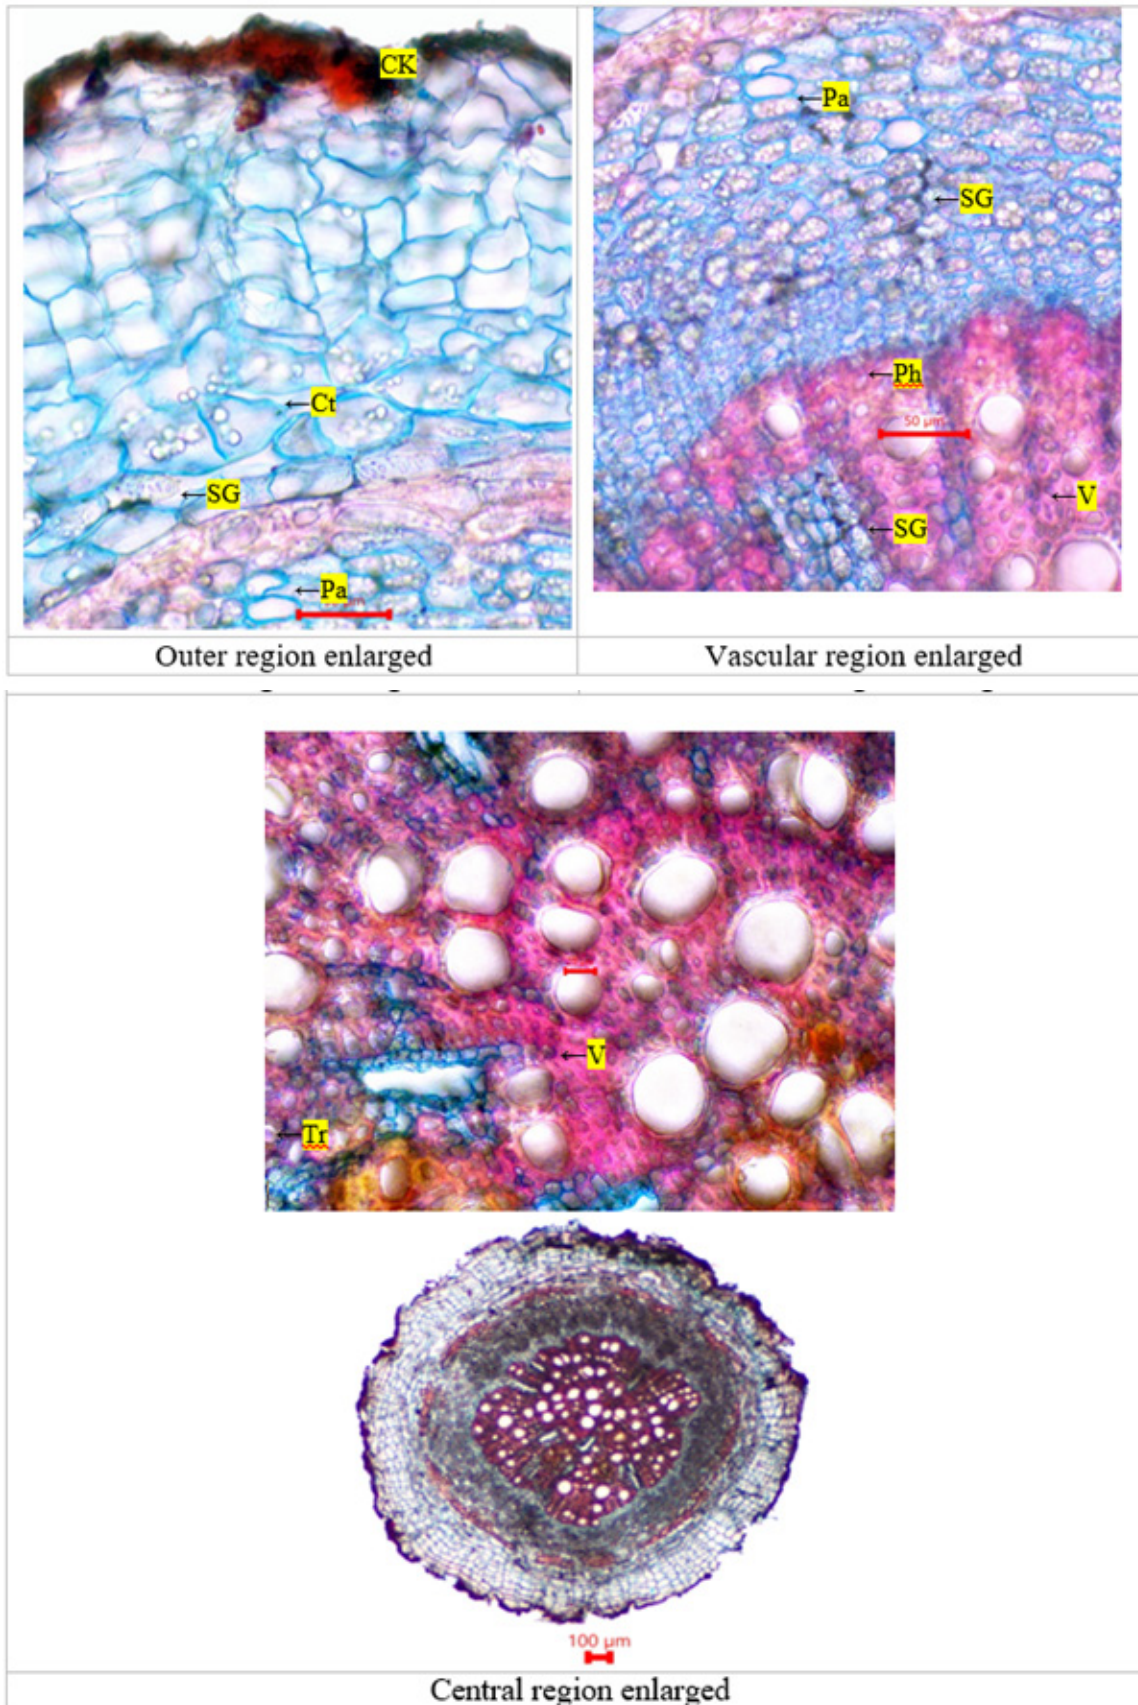 CK
Ct
SG
Pa
Outer region enlarged
Pa
SG
Ph
50 µm
V
SG
Vascular region enlarged
V
Tr
100 µm
Central region enlarged